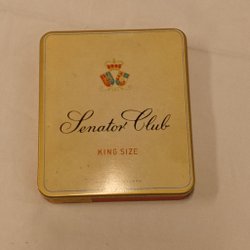 Senator Club
KING SIZE